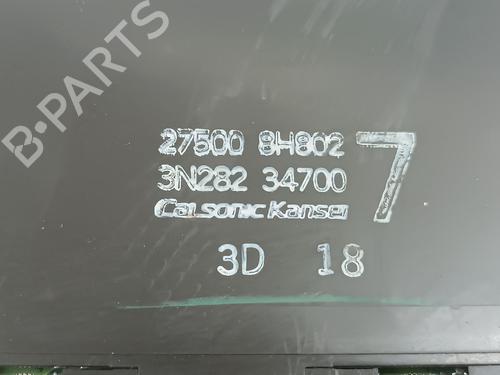 B-PARTS
27500 8H802
3N282 34700
7
CALSONIC KANSEI
3D 18